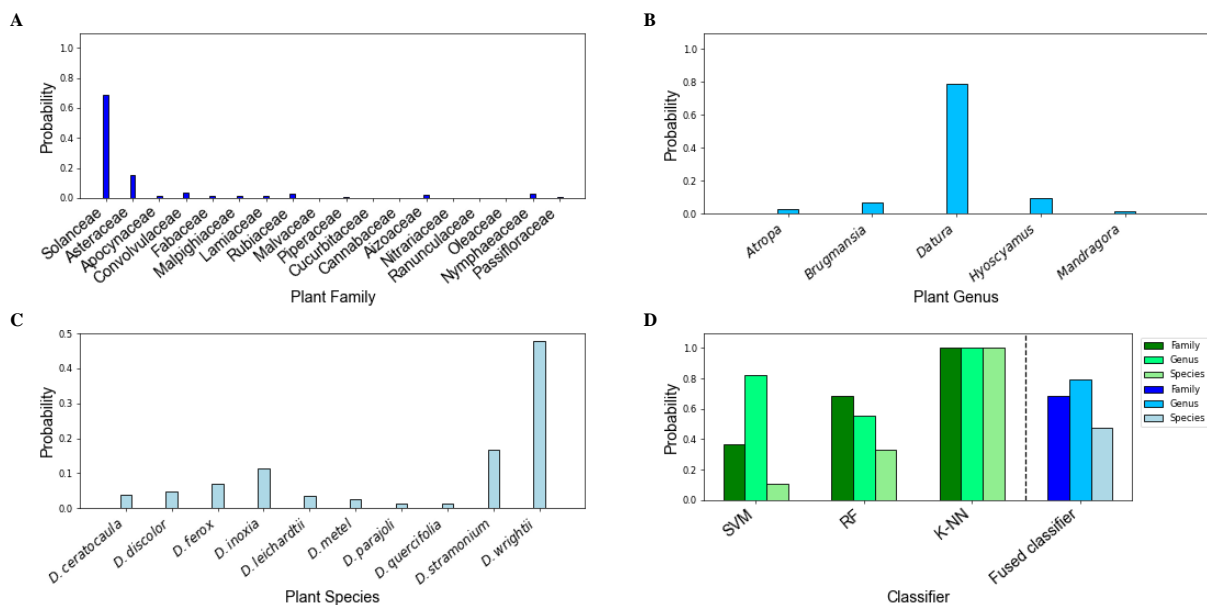 A
Probability
1.0
0.8
0.6
0.4
0.2
0.0
Solanceae
Asteraceae
Apocynaceae
Convolvulaceae
Fabaceae
Malpighiaceae
Lamiaceae
Rubiaceae
Malvaceae
Piperaceae
Cucurbitaceae
Cannabaceae
Aizoaceae
Nitrariaceae
Ranunculaceae
Oleaceae
Nymphaeaceae
Passifloraceae
Plant Family
B
Probability
1.0
0.8
0.6
0.4
0.2
0.0
Atropa
Brugmansia
Datura
Hyoscyamus
Mandragora
Plant Genus
C
Probability
0.5
0.4
0.3
0.2
0.1
0.0
D. ceratocaula
D. discolor
D. ferox
D. inoxia
D. leichardtii
D. metel
D. parajoli
D. quercifolia
D. stramonium
D. wrightii
Plant Species
D
Probability
1.0
0.8
0.6
0.4
0.2
0.0
SVM
RF
K-NN
Fused classifier
Classifier
Family
Genus
Species
Family
Genus
Species